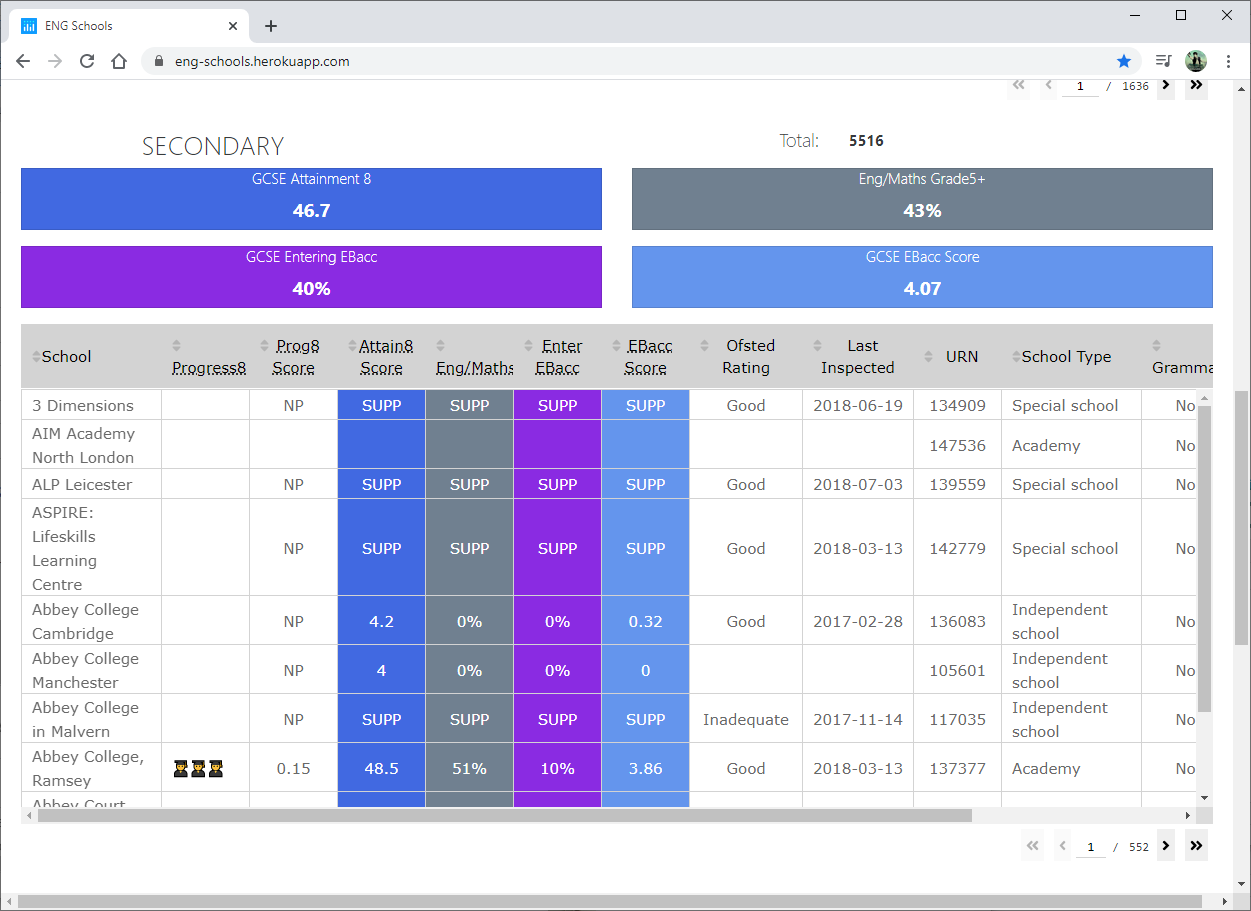 ENG Schools
eng-schools.herokuapp.com
« ‹ 1 / 1636 › »
SECONDARY Total: 5516
GCSE Attainment 8 Eng/Maths Grade5+
46.7 43%
GCSE Entering EBacc GCSE EBacc Score
40% 4.07
School Progress8 Prog8 Score Attain8 Score Eng/Maths Enter EBacc EBacc Score Ofsted Rating Last Inspected URN School Type Gramma
3 Dimensions NP SUPP SUPP SUPP SUPP Good 2018-06-19 134909 Special school No
AIM Academy North London 147536 Academy No
ALP Leicester NP SUPP SUPP SUPP SUPP Good 2018-07-03 139559 Special school No
ASPIRE: Lifeskills Learning Centre NP SUPP SUPP SUPP SUPP Good 2018-03-13 142779 Special school No
Abbey College Cambridge NP 4.2 0% 0% 0.32 Good 2017-02-28 136083 Independent school No
Abbey College Manchester NP 4 0% 0% 0 105601 Independent school No
Abbey College in Malvern NP SUPP SUPP SUPP SUPP Inadequate 2017-11-14 117035 Independent school No
Abbey College, Ramsey 0.15 48.5 51% 10% 3.86 Good 2018-03-13 137377 Academy No
Abbey Court
« ‹ 1 / 552 › »